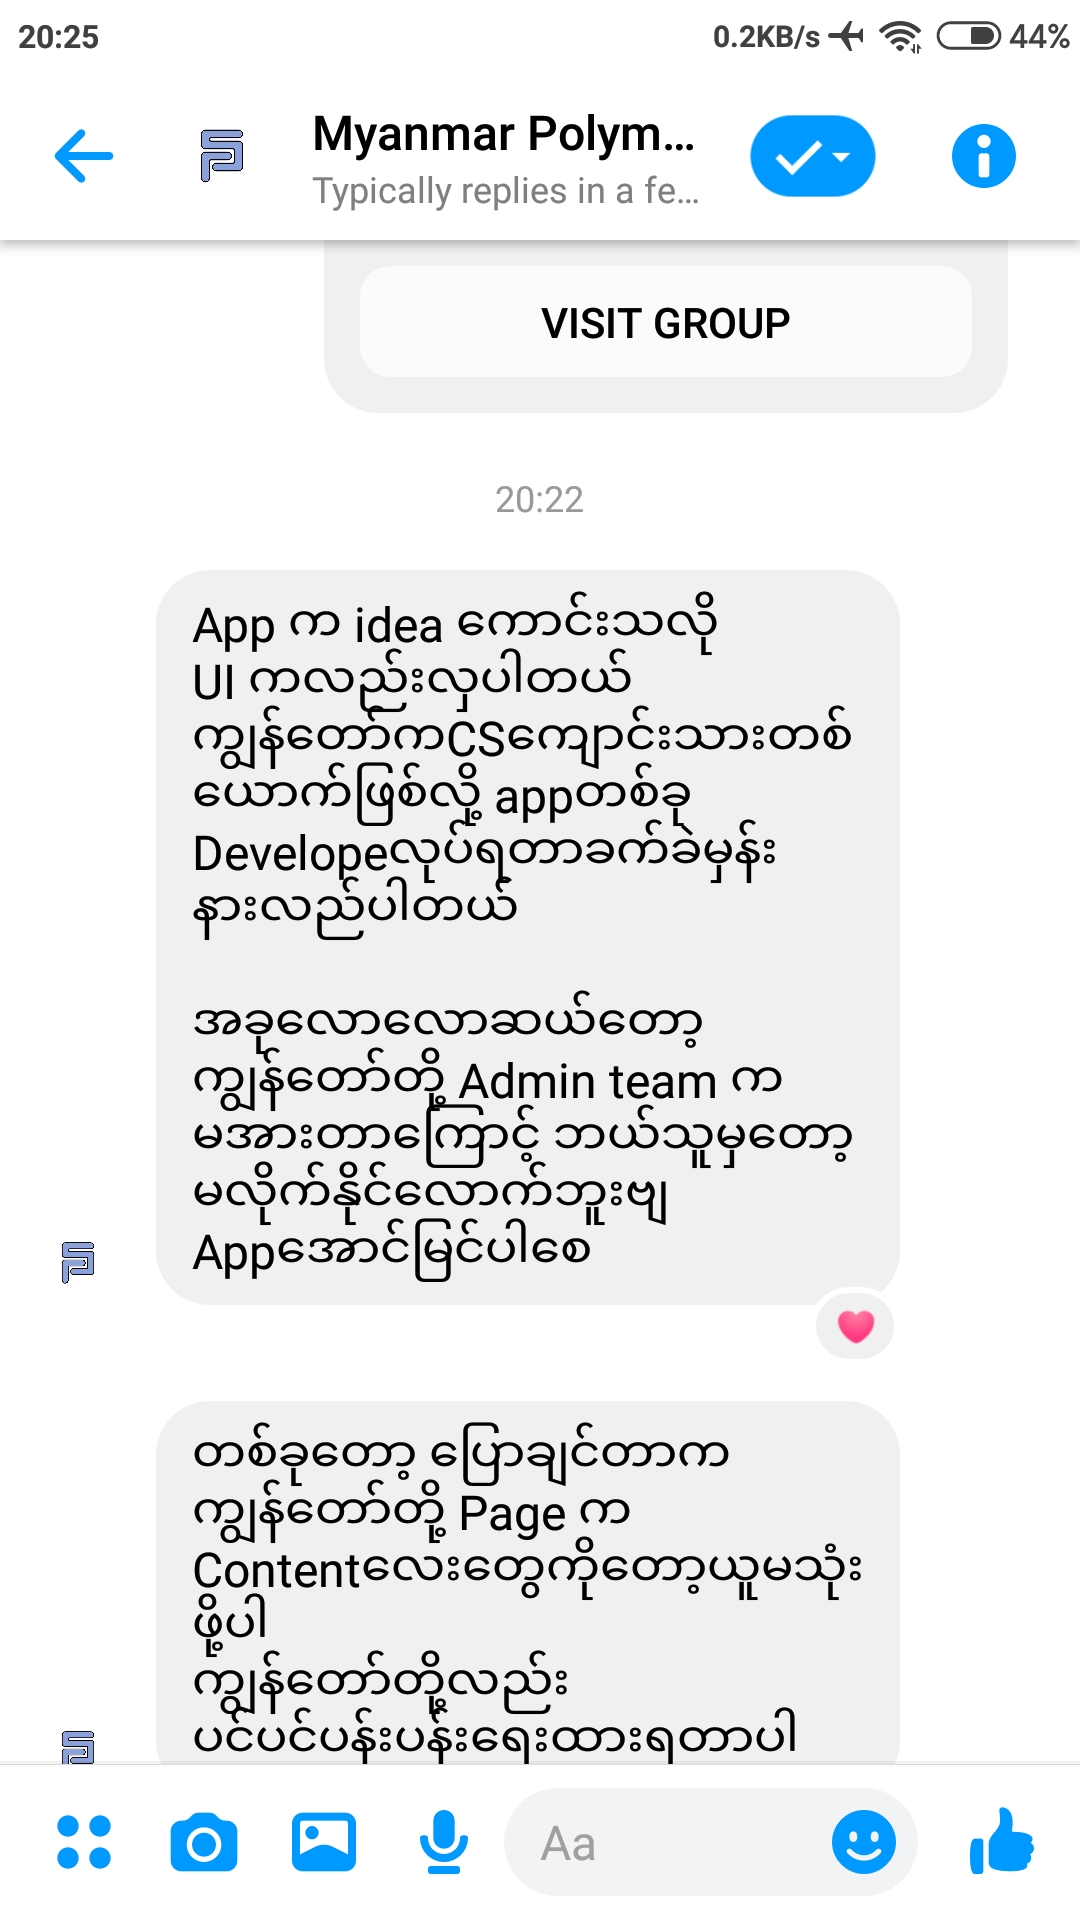 20:25
0.2KB/s
44%
Myanmar Polym...
Typically replies in a fe...
VISIT GROUP
20:22
App က idea ကောင်းသလို
UI ကလည်းလှပါတယ်
ကျွန်တော်ကCSကျောင်းသားတစ်
ယောက်ဖြစ်လို့ appတစ်ခု
Developeလုပ်ရတာခက်ခဲမှန်း
နားလည်ပါတယ်
အခုလောလောဆယ်တော့
ကျွန်တော်တို့ Admin team က
မအားတာကြောင့် ဘယ်သူမှတော့
မလိုက်နိုင်လောက်ဘူးဗျ
Appအောင်မြင်ပါစေ
တစ်ခုတော့ ပြောချင်တာက
ကျွန်တော်တို့ Page က
Contentလေးတွေကိုတော့ယူမသုံး
ဖို့ပါ
ကျွန်တော်တို့လည်း
ပင်ပင်ပန်းပန်းရေးထားရတာပါ
Aa